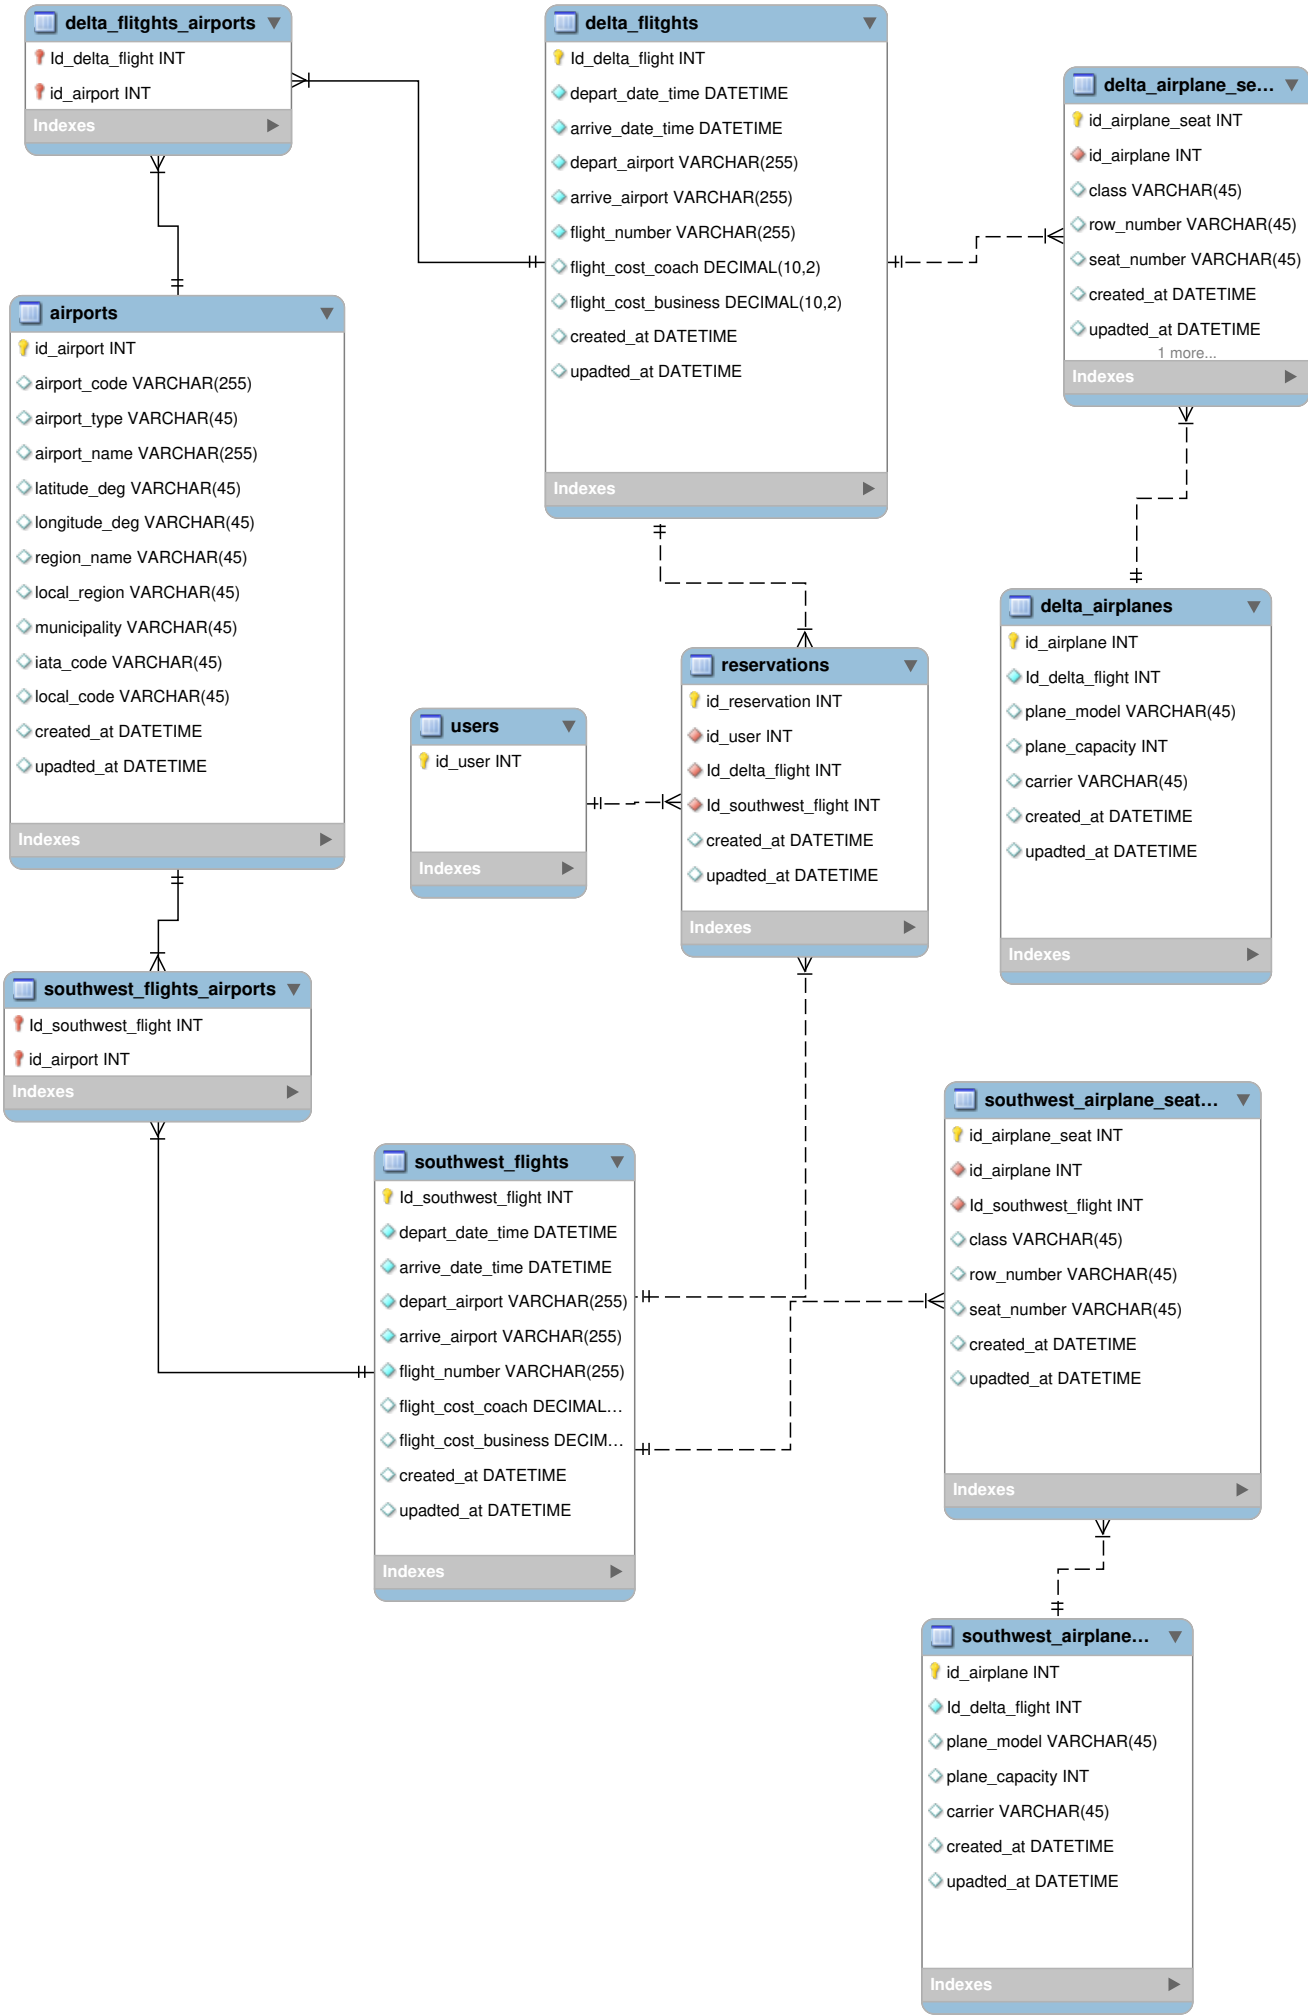 delta_flitghts_airports
Id_delta_flight INT
id_airport INT
Indexes
delta_flitghts
Id_delta_flight INT
depart_date_time DATETIME
arrive_date_time DATETIME
depart_airport VARCHAR(255)
arrive_airport VARCHAR(255)
flight_number VARCHAR(255)
flight_cost_coach DECIMAL(10,2)
flight_cost_business DECIMAL(10,2)
created_at DATETIME
upadted_at DATETIME
Indexes
delta_airplane_se...
id_airplane_seat INT
id_airplane INT
class VARCHAR(45)
row_number VARCHAR(45)
seat_number VARCHAR(45)
created_at DATETIME
upadted_at DATETIME
1 more...
Indexes
airports
id_airport INT
airport_code VARCHAR(255)
airport_type VARCHAR(45)
airport_name VARCHAR(255)
latitude_deg VARCHAR(45)
longitude_deg VARCHAR(45)
region_name VARCHAR(45)
local_region VARCHAR(45)
municipality VARCHAR(45)
iata_code VARCHAR(45)
local_code VARCHAR(45)
created_at DATETIME
upadted_at DATETIME
Indexes
delta_airplanes
id_airplane INT
Id_delta_flight INT
plane_model VARCHAR(45)
plane_capacity INT
carrier VARCHAR(45)
created_at DATETIME
upadted_at DATETIME
Indexes
reservations
id_reservation INT
id_user INT
Id_delta_flight INT
Id_southwest_flight INT
created_at DATETIME
upadted_at DATETIME
Indexes
users
id_user INT
Indexes
southwest_flights_airports
Id_southwest_flight INT
id_airport INT
Indexes
southwest_flights
Id_southwest_flight INT
depart_date_time DATETIME
arrive_date_time DATETIME
depart_airport VARCHAR(255)
arrive_airport VARCHAR(255)
flight_number VARCHAR(255)
flight_cost_coach DECIMAL...
flight_cost_business DECIM...
created_at DATETIME
upadted_at DATETIME
Indexes
southwest_airplane_seat...
id_airplane_seat INT
id_airplane INT
Id_southwest_flight INT
class VARCHAR(45)
row_number VARCHAR(45)
seat_number VARCHAR(45)
created_at DATETIME
upadted_at DATETIME
Indexes
southwest_airplane...
id_airplane INT
Id_delta_flight INT
plane_model VARCHAR(45)
plane_capacity INT
carrier VARCHAR(45)
created_at DATETIME
upadted_at DATETIME
Indexes